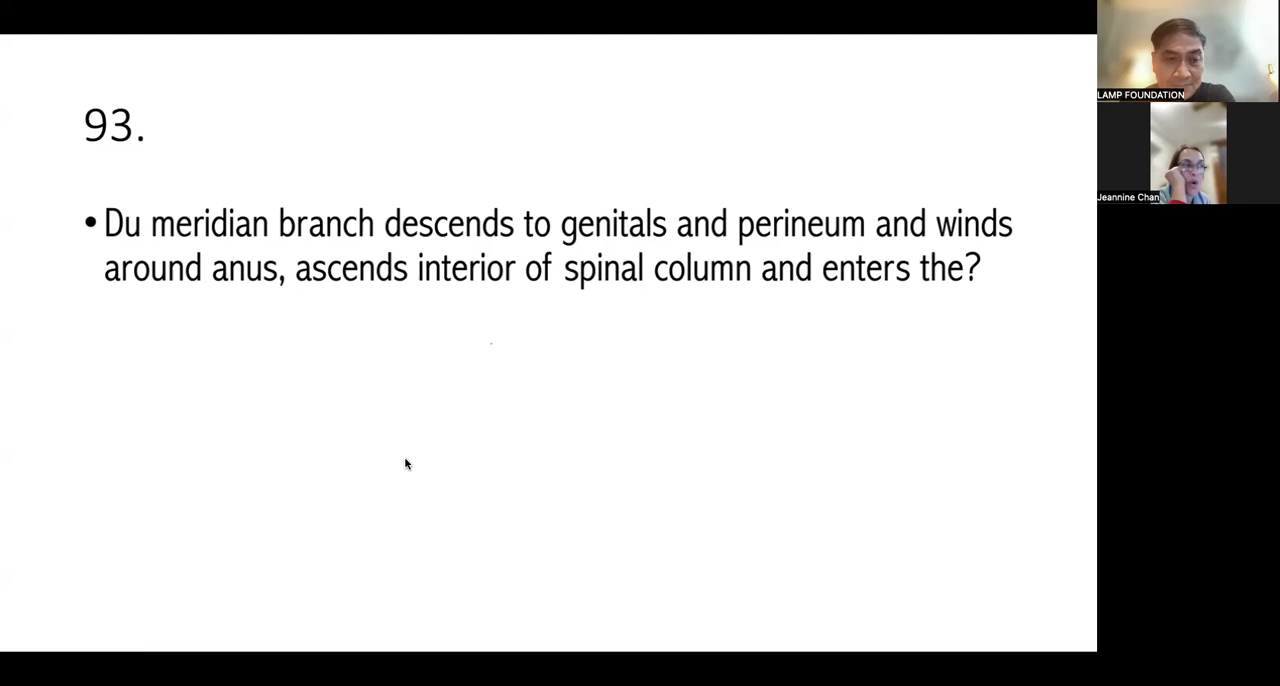 93.
• Du meridian branch descends to genitals and perineum and winds
around anus, ascends interior of spinal column and enters the?
LAMP FOUNDATION
Jeannine Chan